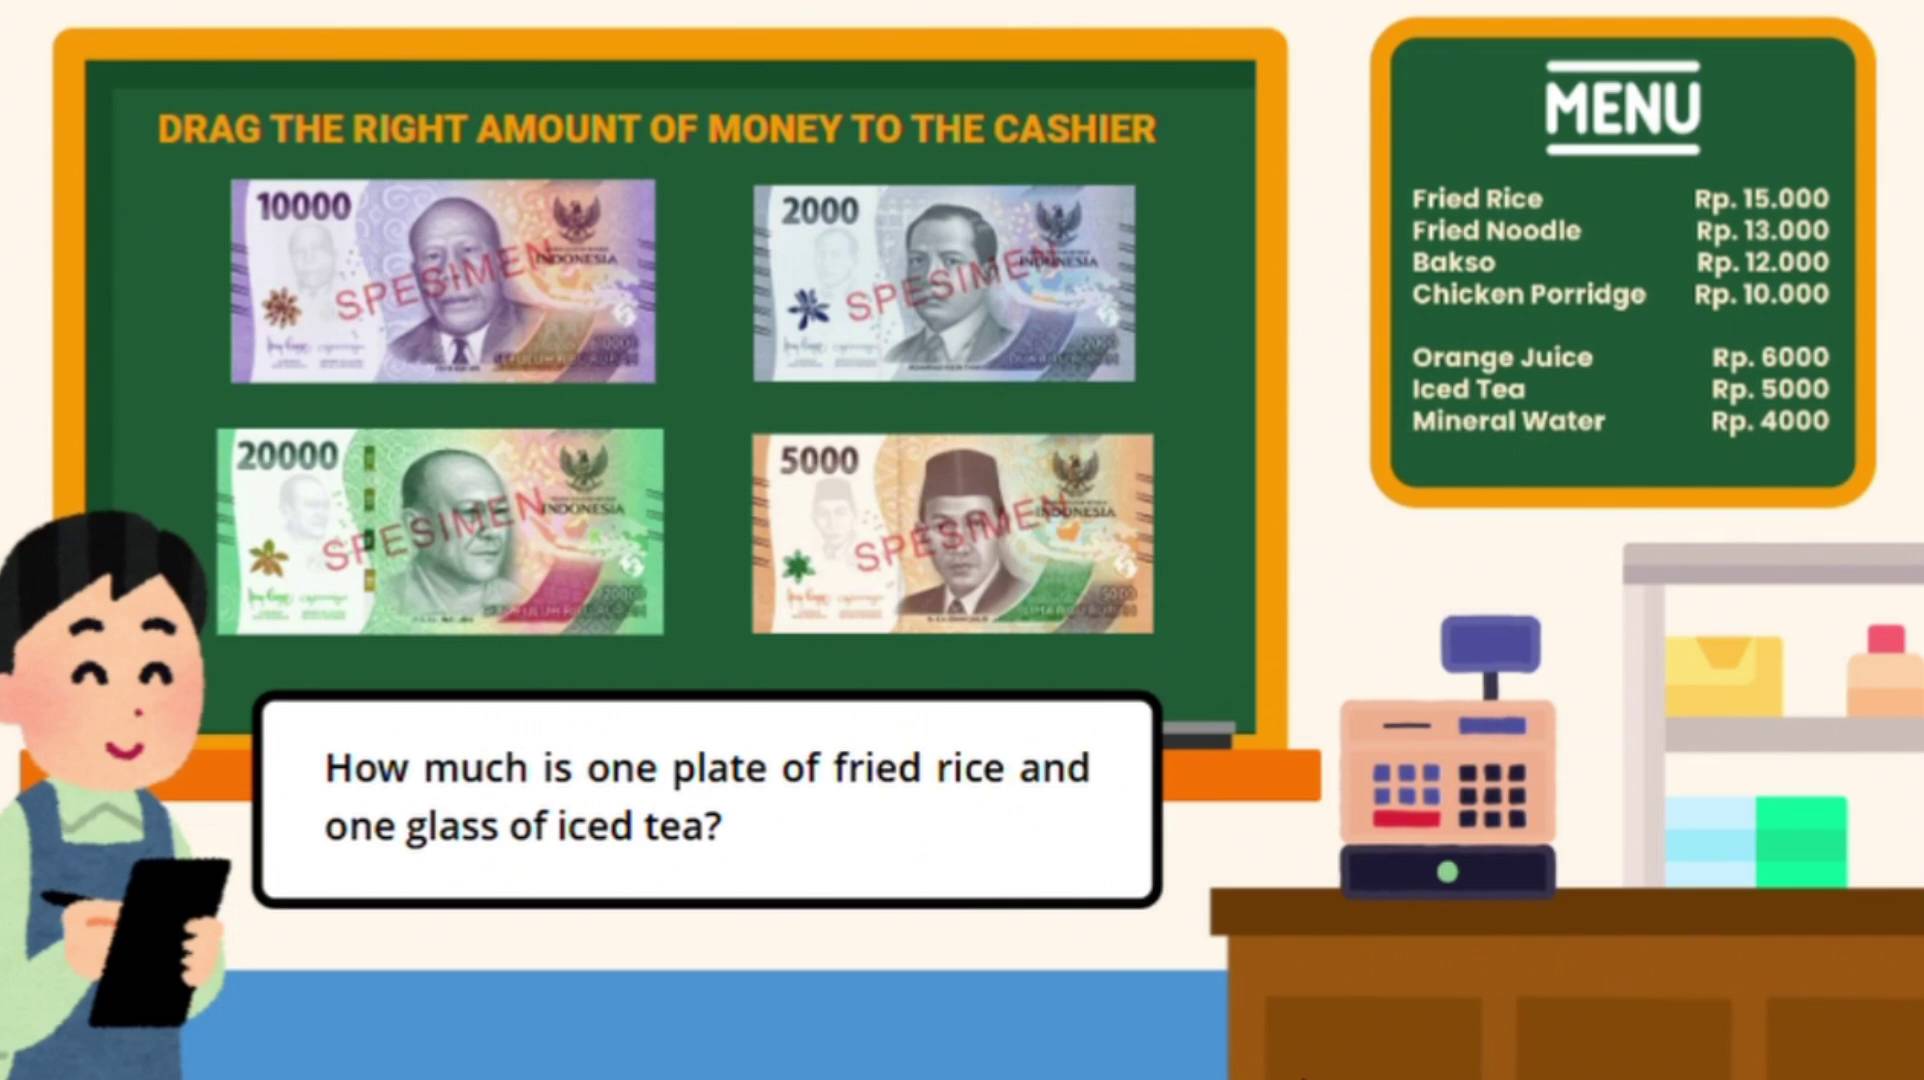 DRAG THE RIGHT AMOUNT OF MONEY TO THE CASHIER
10000
INDONESIA
SPESIMEN
2000
INDONESIA
SPESIMEN
20000
INDONESIA
SPESIMEN
5000
INDONESIA
SPESIMEN
MENU
Fried Rice Rp. 15.000
Fried Noodle Rp. 13.000
Bakso Rp. 12.000
Chicken Porridge Rp. 10.000
Orange Juice Rp. 6000
Iced Tea Rp. 5000
Mineral Water Rp. 4000
How much is one plate of fried rice and
one glass of iced tea?